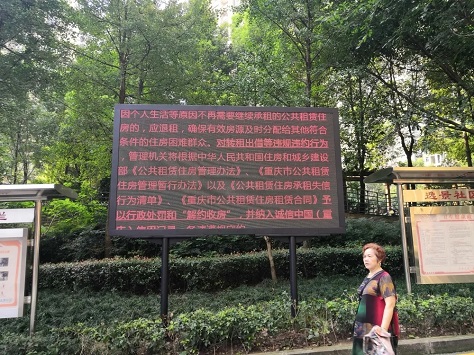 因个人生活等原因不再需要继续承租的公共租赁住
房的，应退租，确保有效房源及时分配给其他符合
条件的住房困难群众。对转租出借等违规违约行为
，管理机关将根据中华人民共和国住房和城乡建设
部《公共租赁住房管理办法》、《重庆市公共租赁
住房管理暂行办法》以及《公共租赁住房承租失信
行为清单》、《重庆市公共租赁住房租赁合同》予
以行政处罚和“解约收房”，并纳入诚信中国（重